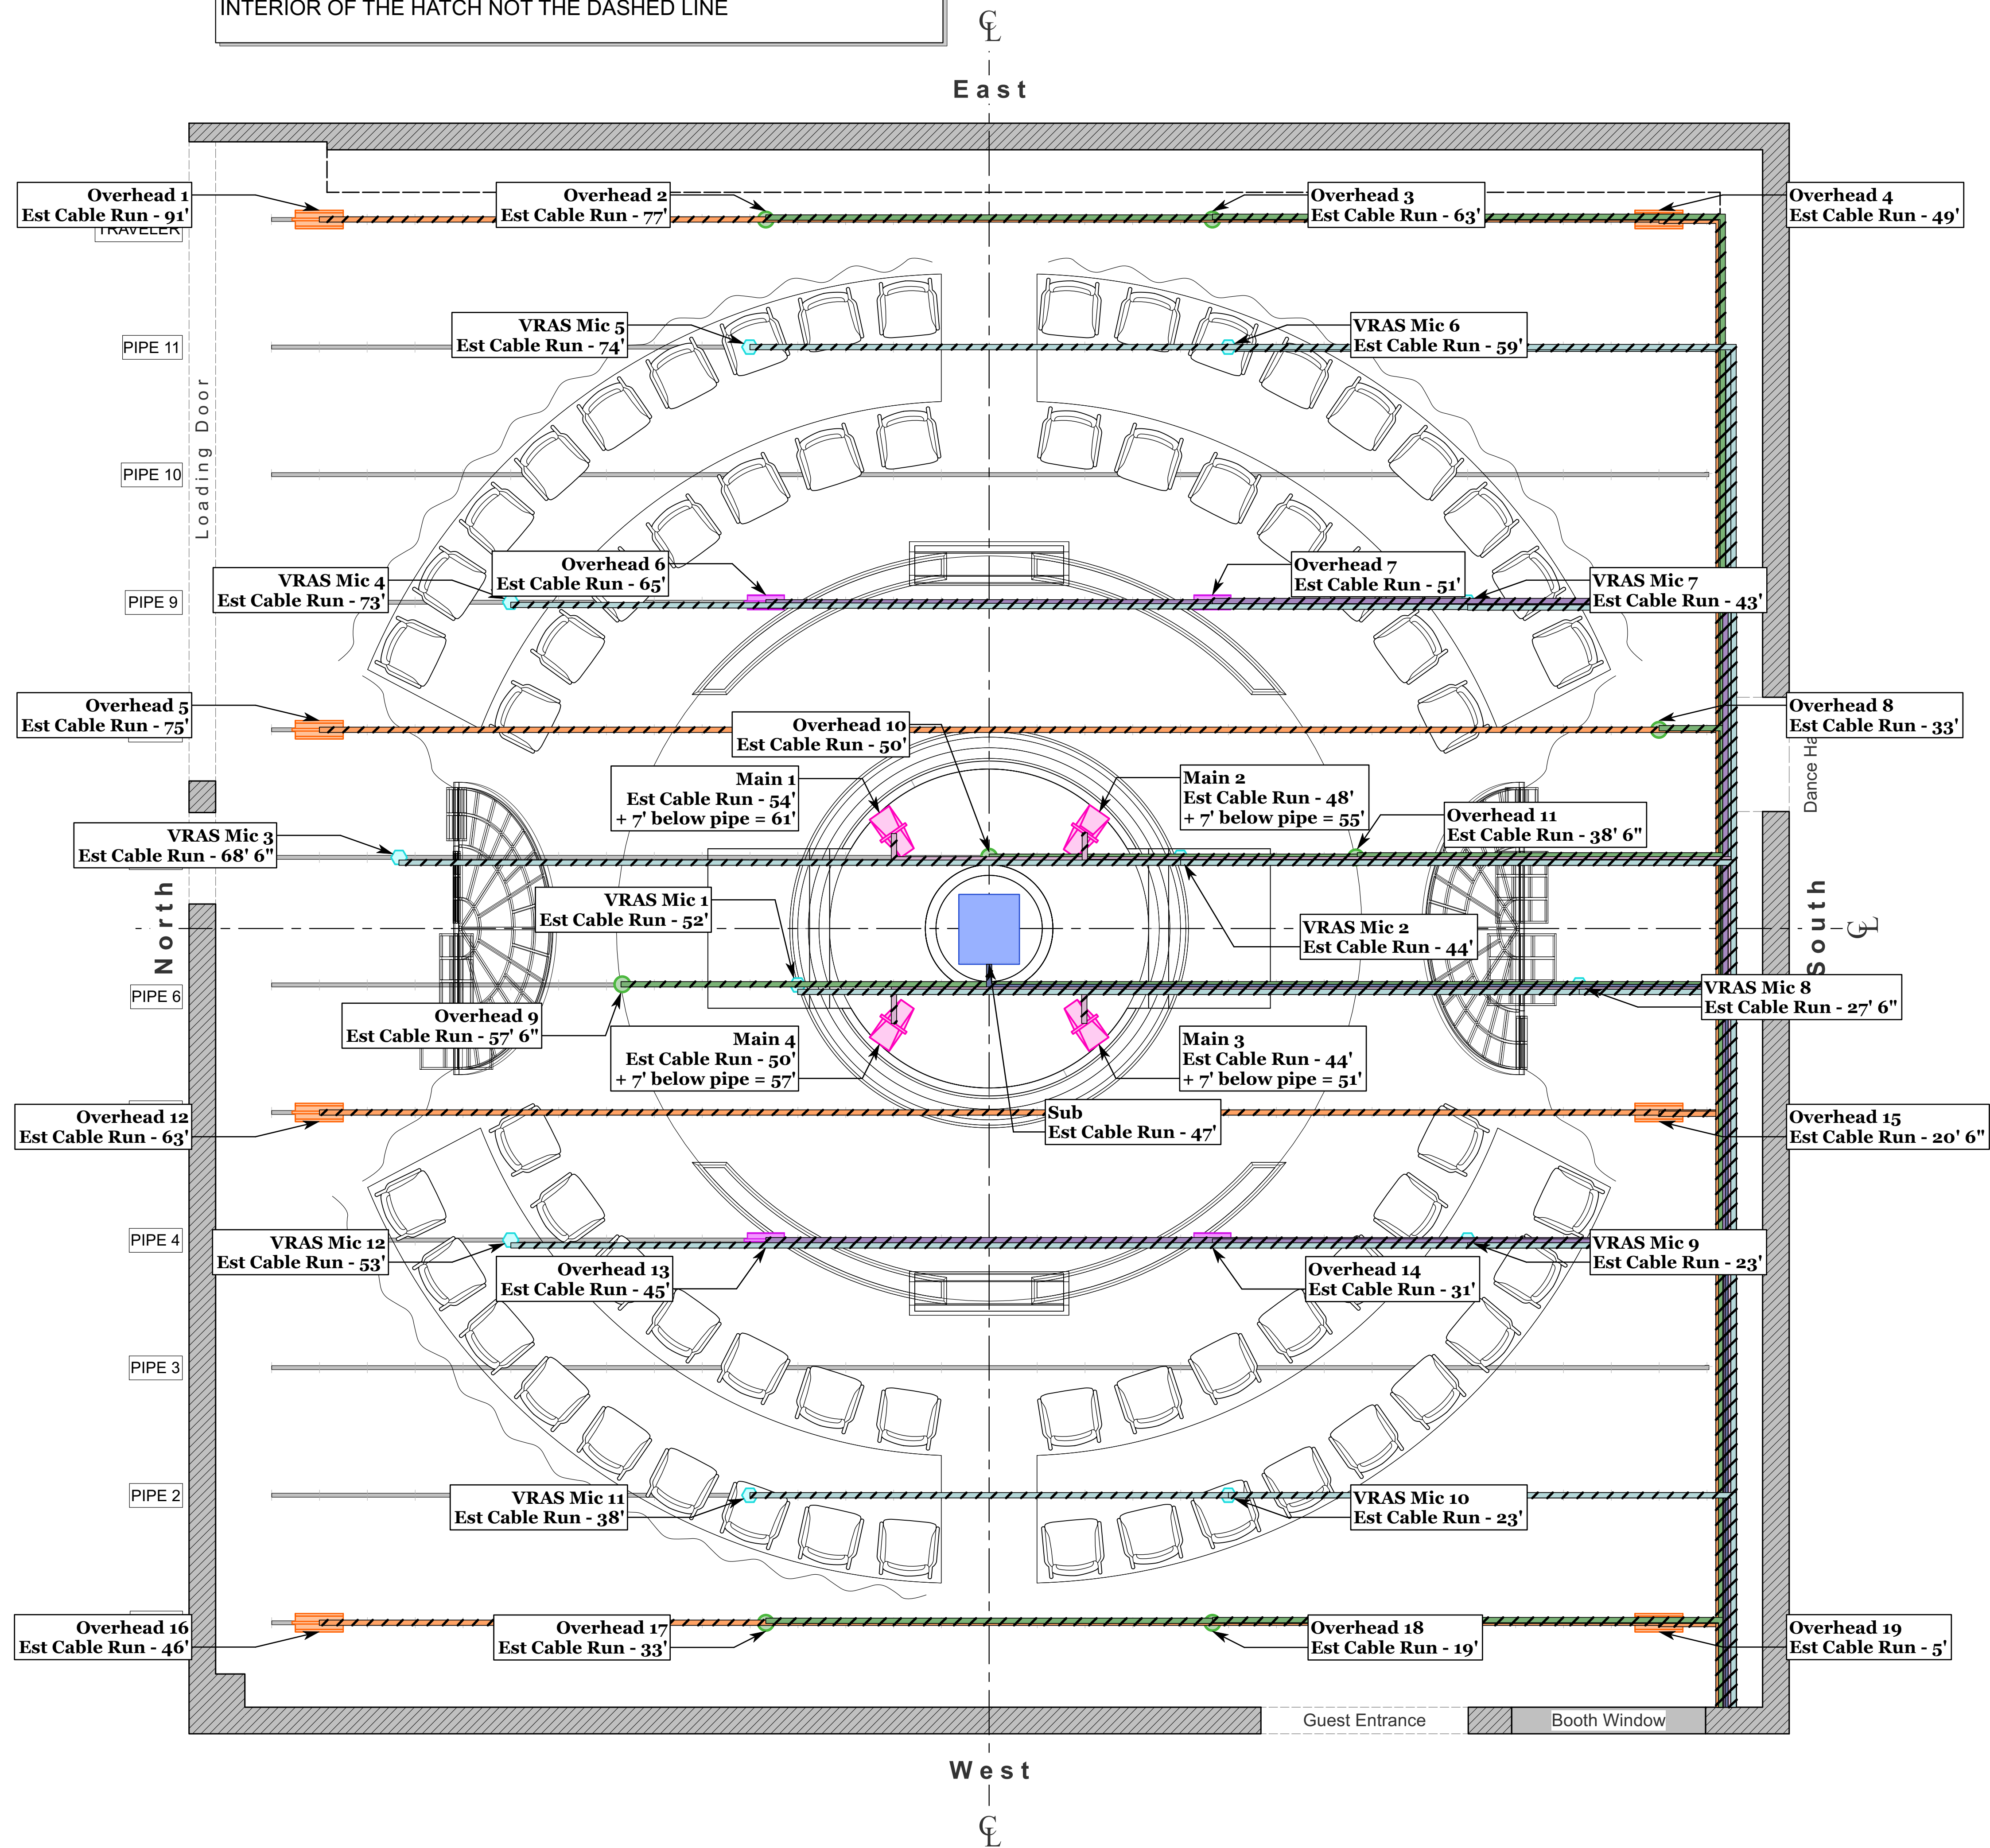 INTERIOR OF THE HATCH NOT THE DASHED LINE
CL
East
Overhead 1
Est Cable Run - 91'
Overhead 2
Est Cable Run - 77'
Overhead 3
Est Cable Run - 63'
Overhead 4
Est Cable Run - 49'
TRAVELER
VRAS Mic 5
Est Cable Run - 74'
VRAS Mic 6
Est Cable Run - 59'
PIPE 11
Loading Door
PIPE 10
Overhead 6
Est Cable Run - 65'
Overhead 7
Est Cable Run - 51'
VRAS Mic 4
Est Cable Run - 73'
VRAS Mic 7
Est Cable Run - 43'
PIPE 9
Overhead 5
Est Cable Run - 75'
Overhead 8
Est Cable Run - 33'
Overhead 10
Est Cable Run - 50'
Dance
Main 1
Est Cable Run - 54'
+ 7' below pipe = 61'
Main 2
Est Cable Run - 48'
+ 7' below pipe = 55'
Overhead 11
Est Cable Run - 38' 6"
VRAS Mic 3
Est Cable Run - 68' 6"
VRAS Mic 1
Est Cable Run - 52'
VRAS Mic 2
Est Cable Run - 44'
North
South
CL
PIPE 6
VRAS Mic 8
Est Cable Run - 27' 6"
Overhead 9
Est Cable Run - 57' 6"
Main 4
Est Cable Run - 50'
+ 7' below pipe = 57'
Main 3
Est Cable Run - 44'
+ 7' below pipe = 51'
Overhead 12
Est Cable Run - 63'
Sub
Est Cable Run - 47'
Overhead 15
Est Cable Run - 20' 6"
PIPE 4
VRAS Mic 12
Est Cable Run - 53'
VRAS Mic 9
Est Cable Run - 23'
Overhead 13
Est Cable Run - 45'
Overhead 14
Est Cable Run - 31'
PIPE 3
PIPE 2
VRAS Mic 11
Est Cable Run - 38'
VRAS Mic 10
Est Cable Run - 23'
Overhead 16
Est Cable Run - 46'
Overhead 17
Est Cable Run - 33'
Overhead 18
Est Cable Run - 19'
Overhead 19
Est Cable Run - 5'
Guest Entrance
Booth Window
West
CL